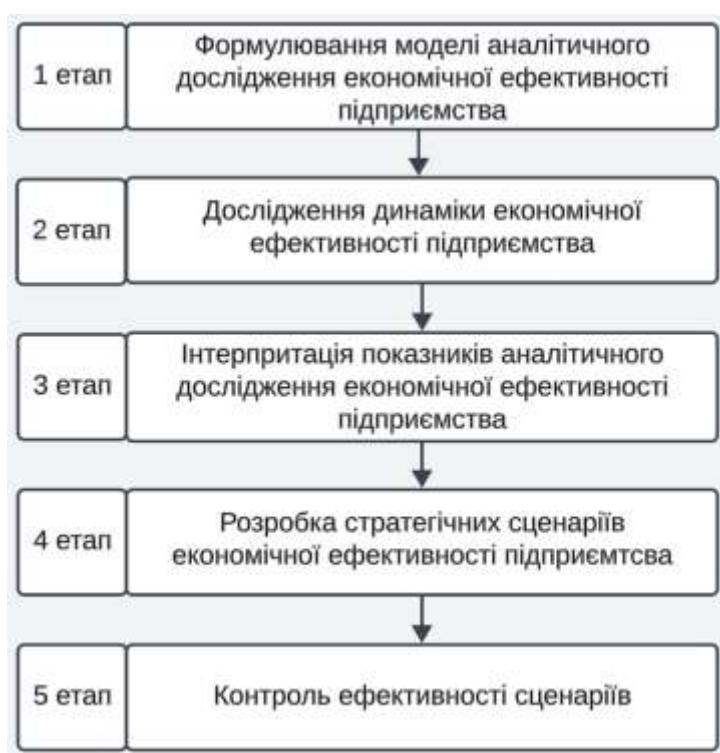 1 етап
Формулювання моделі аналітичного
дослідження економічної ефективності
підприємства
2 етап
Дослідження динаміки економічної
ефективності підприємства
3 етап
Інтерпритація показників аналітичного
дослідження економічної ефективності
підприємства
4 етап
Розробка стратегічних сценаріїв
економічної ефективності підприємтсва
5 етап
Контроль ефективності сценаріїв